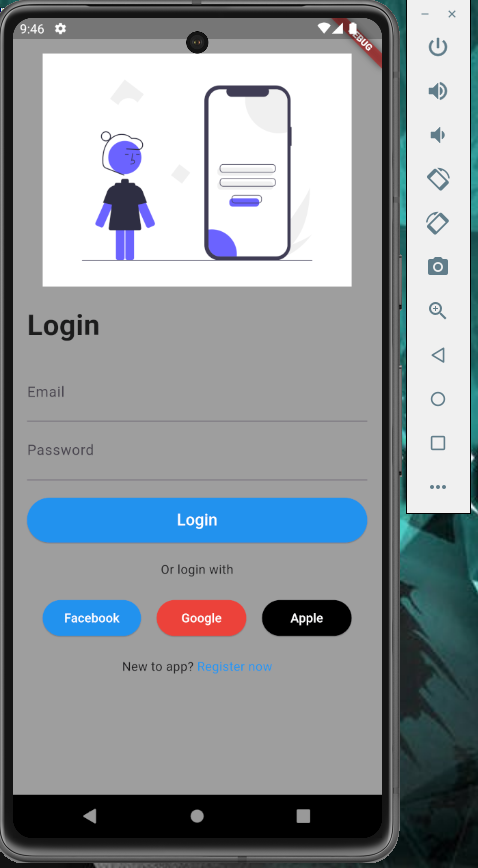 9:46
DEBUG
Login
Email
Password
Login
Or login with
Facebook Google Apple
New to app? Register now